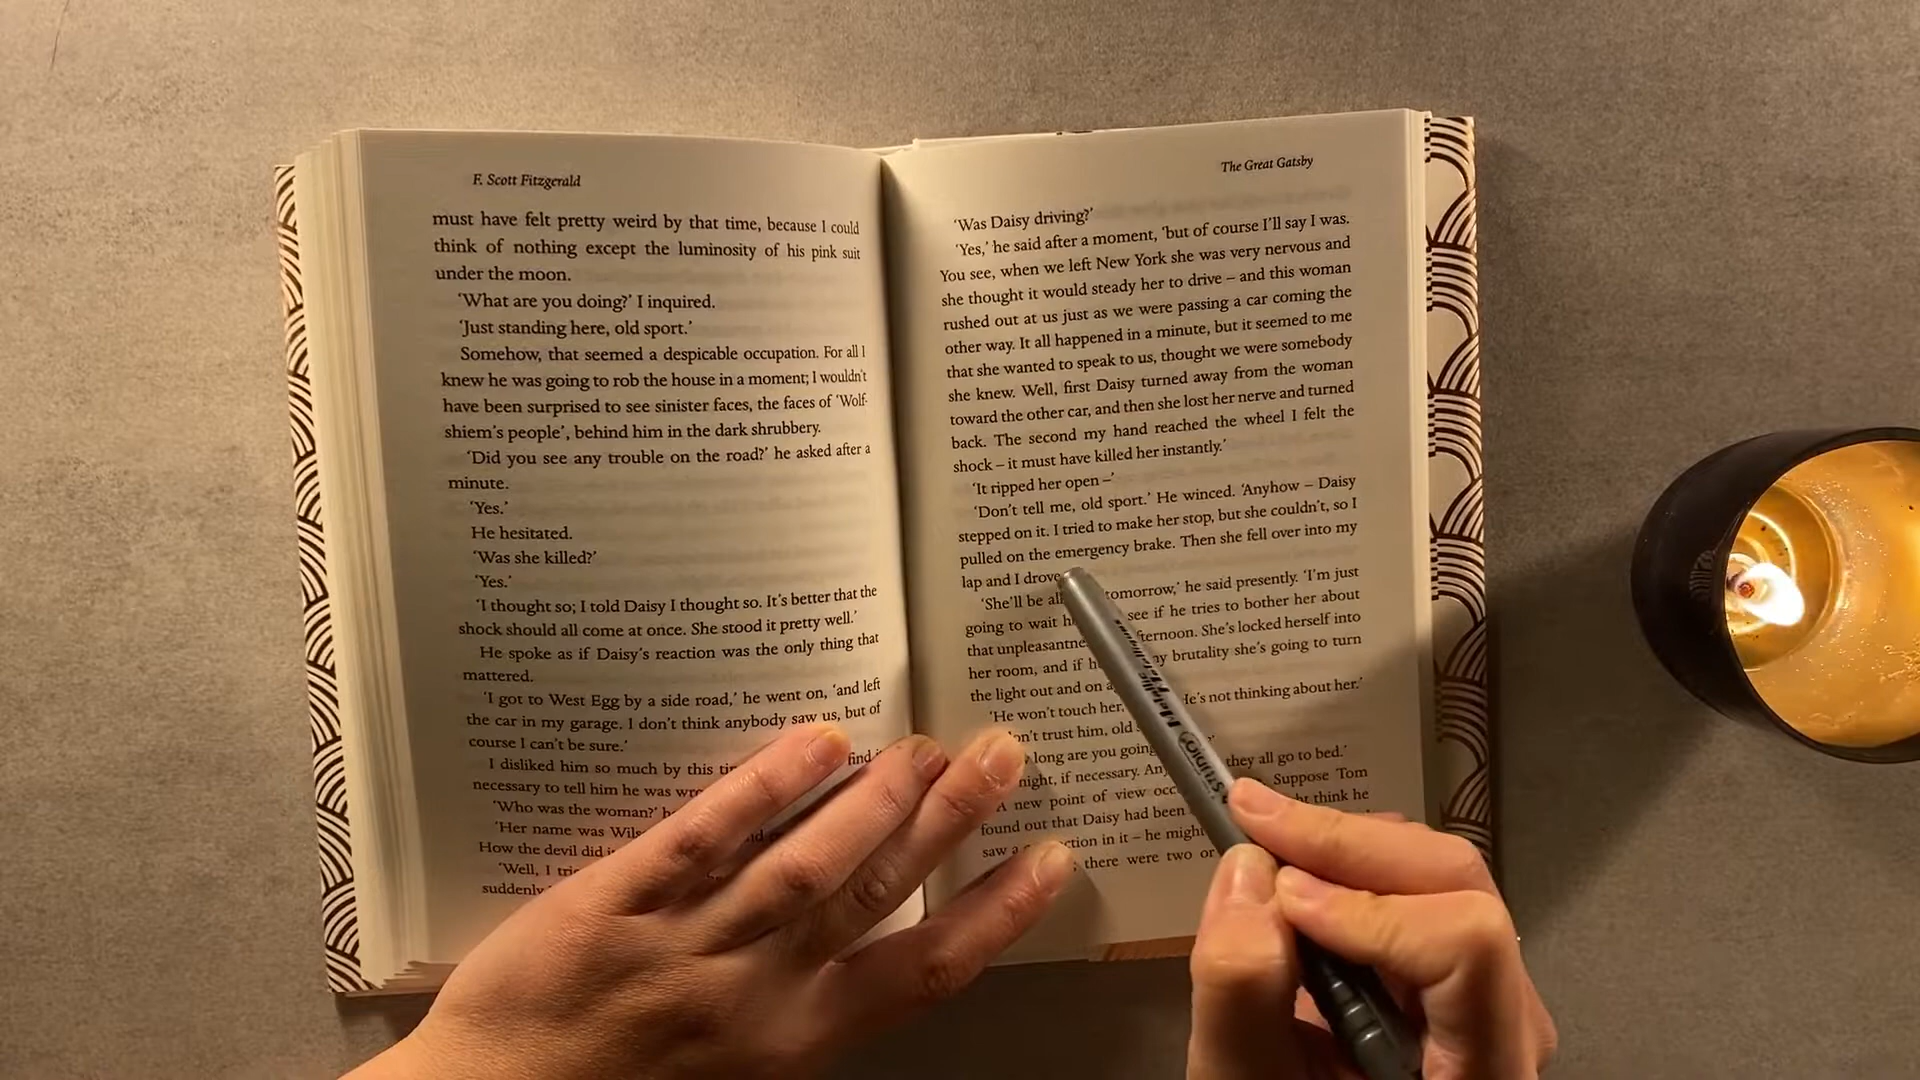 F. Scott Fitzgerald
must have felt pretty weird by that time, because I could
think of nothing except the luminosity of his pink suit
under the moon.
‘What are you doing?’ I inquired.
‘Just standing here, old sport.’
Somehow, that seemed a despicable occupation. For all I
knew he was going to rob the house in a moment; I wouldn’t
have been surprised to see sinister faces, the faces of ‘Wolf-
shiem’s people’, behind him in the dark shrubbery.
‘Did you see any trouble on the road?’ he asked after a
minute.
‘Yes.’
He hesitated.
‘Was she killed?’
‘Yes.’
‘I thought so; I told Daisy I thought so. It’s better that the
shock should all come at once. She stood it pretty well.’
He spoke as if Daisy’s reaction was the only thing that
mattered.
‘I got to West Egg by a side road,’ he went on, ‘and left
the car in my garage. I don’t think anybody saw us, but of
course I can’t be sure.’
I disliked him so much by this find it
necessary to tell him he was
‘Who was the woman?’
‘Her name was
How the devil did
‘Well, I
suddenly
The Great Gatsby
‘Was Daisy driving?’
‘Yes,’ he said after a moment, ‘but of course I’ll say I was.
You see, when we left New York she was very nervous and
she thought it would steady her to drive – and this woman
rushed out at us just as we were passing a car coming the
other way. It all happened in a minute, but it seemed to me
that she wanted to speak to us, thought we were somebody
she knew. Well, first Daisy turned away from the woman
toward the other car, and then she lost her nerve and turned
back. The second my hand reached the wheel I felt the
shock – it must have killed her instantly.’
‘It ripped her open –’
‘Don’t tell me, old sport.’ He winced. ‘Anyhow – Daisy
stepped on it. I tried to make her stop, but she couldn’t, so I
pulled on the emergency brake. Then she fell over into my
lap and I drove
‘She’ll be tomorrow,’ he said presently. ‘I’m just
going to wait see if he tries to bother her about
that She’s locked herself into
her room, and if brutality she’s going to turn
the light out and on
‘He won’t touch her. He’s not thinking about her.’
trust him, old
long are you going
night, if necessary. they all go to bed.’
A new point of view Suppose Tom
found out that Daisy had been think he
saw a in it – he might
there were two or
Studio
Metallic